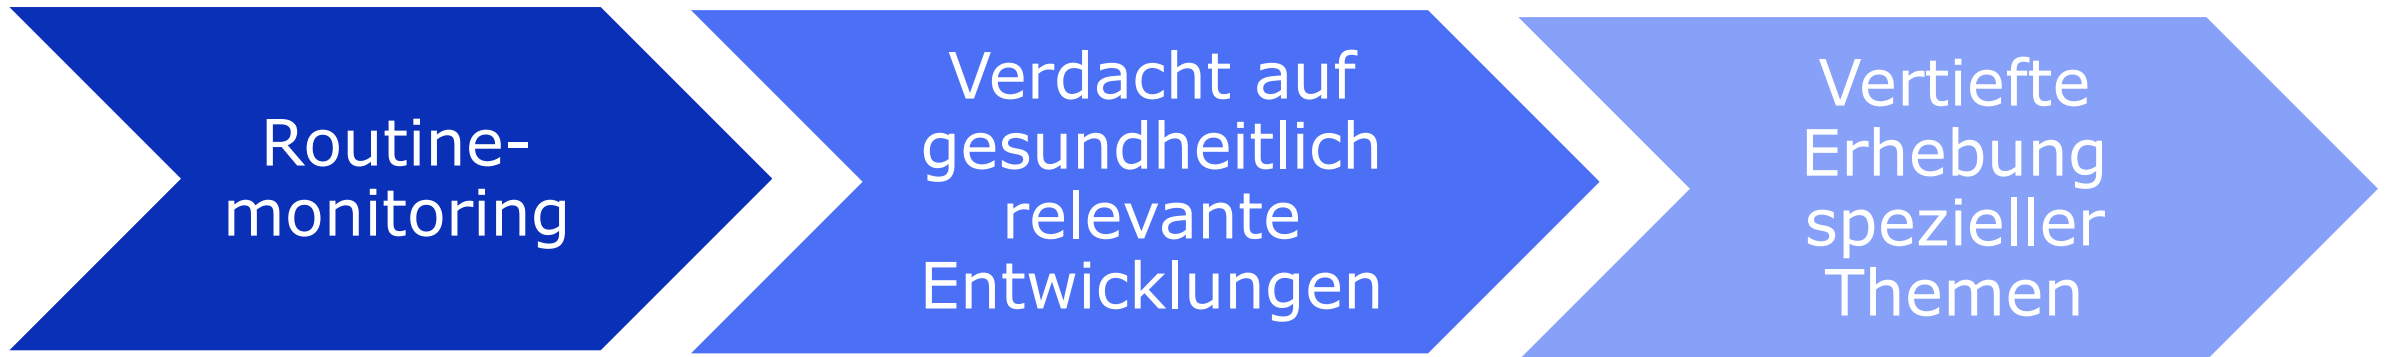 Routine-
monitoring
Verdacht auf
gesundheitlich
relevante
Entwicklungen
Vertiefte
Erhebung
spezieller
Themen